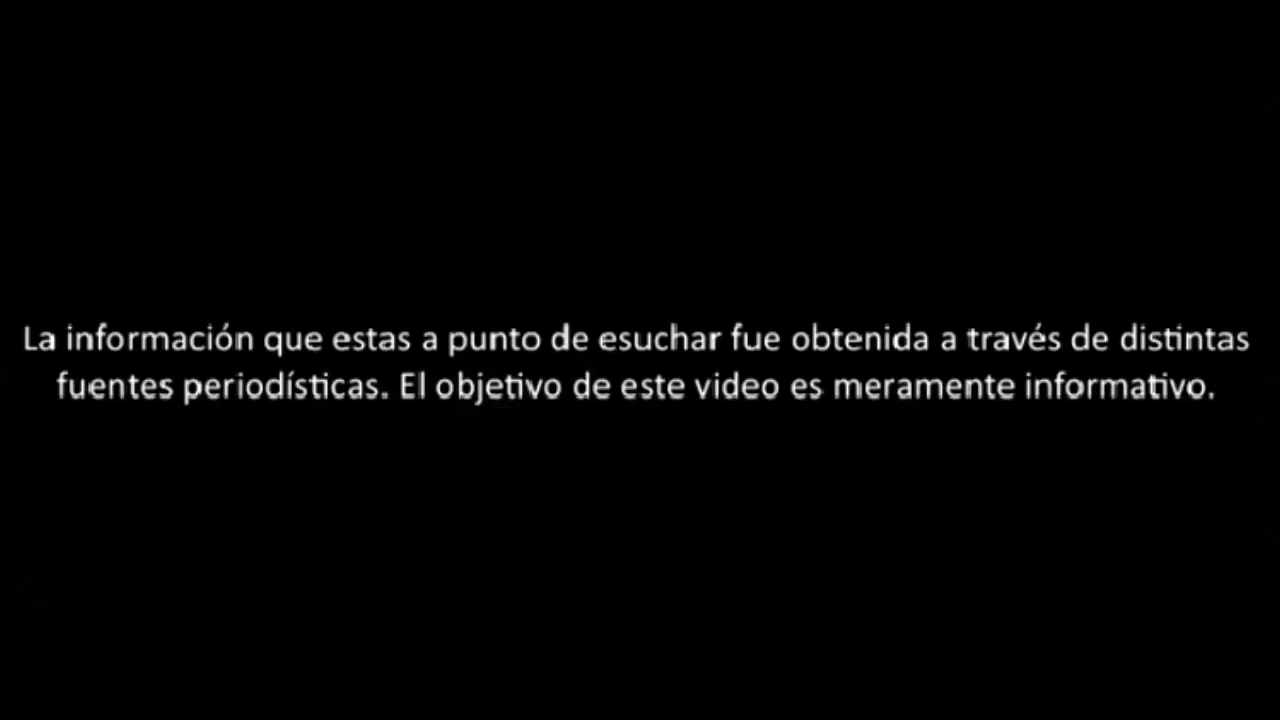 La información que estas a punto de esuchar fue obtenida a través de distintas
fuentes periodísticas. El objetivo de este video es meramente informativo.